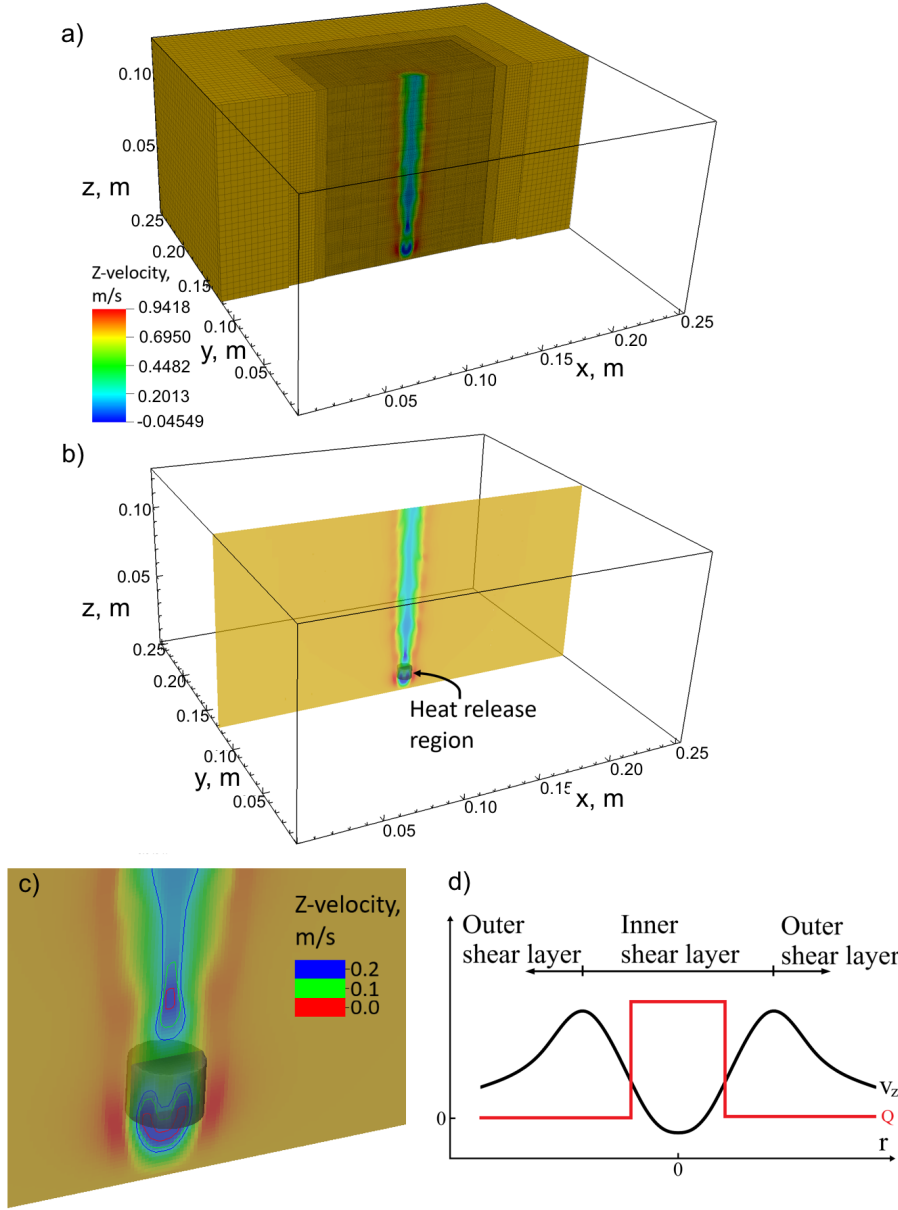 a)
0.10
0.05
z, m
0.25
0.20
0.15
0.10
0.05
y, m
Z-velocity,
m/s
0.9418
0.6950
0.4482
0.2013
-0.04549
0.05
0.10
0.15
0.20
0.25
x, m
b)
0.10
0.05
z, m
0.25
0.20
0.15
0.10
0.05
y, m
Heat release
region
0.05
0.10
0.15
0.20
0.25
x, m
c)
Z-velocity,
m/s
0.2
0.1
0.0
d)
Outer
shear layer
Inner
shear layer
Outer
shear layer
Vz
0
Q
r
0